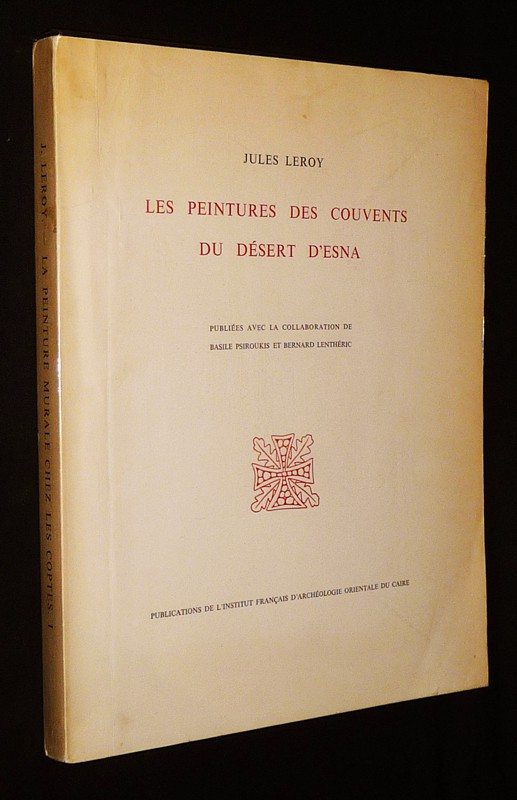 JULES LEROY
LES PEINTURES DES COUVENTS
DU DÉSERT D'ESNA
PUBLIÉES AVEC LA COLLABORATION DE
BASILE PSIROUKIS ET BERNARD LENTHÉRIC
PUBLICATIONS DE L'INSTITUT FRANÇAIS D'ARCHÉOLOGIE ORIENTALE DU CAIRE
J. LEROY. — LA PEINTURE MURALE CHEZ LES COPTES I